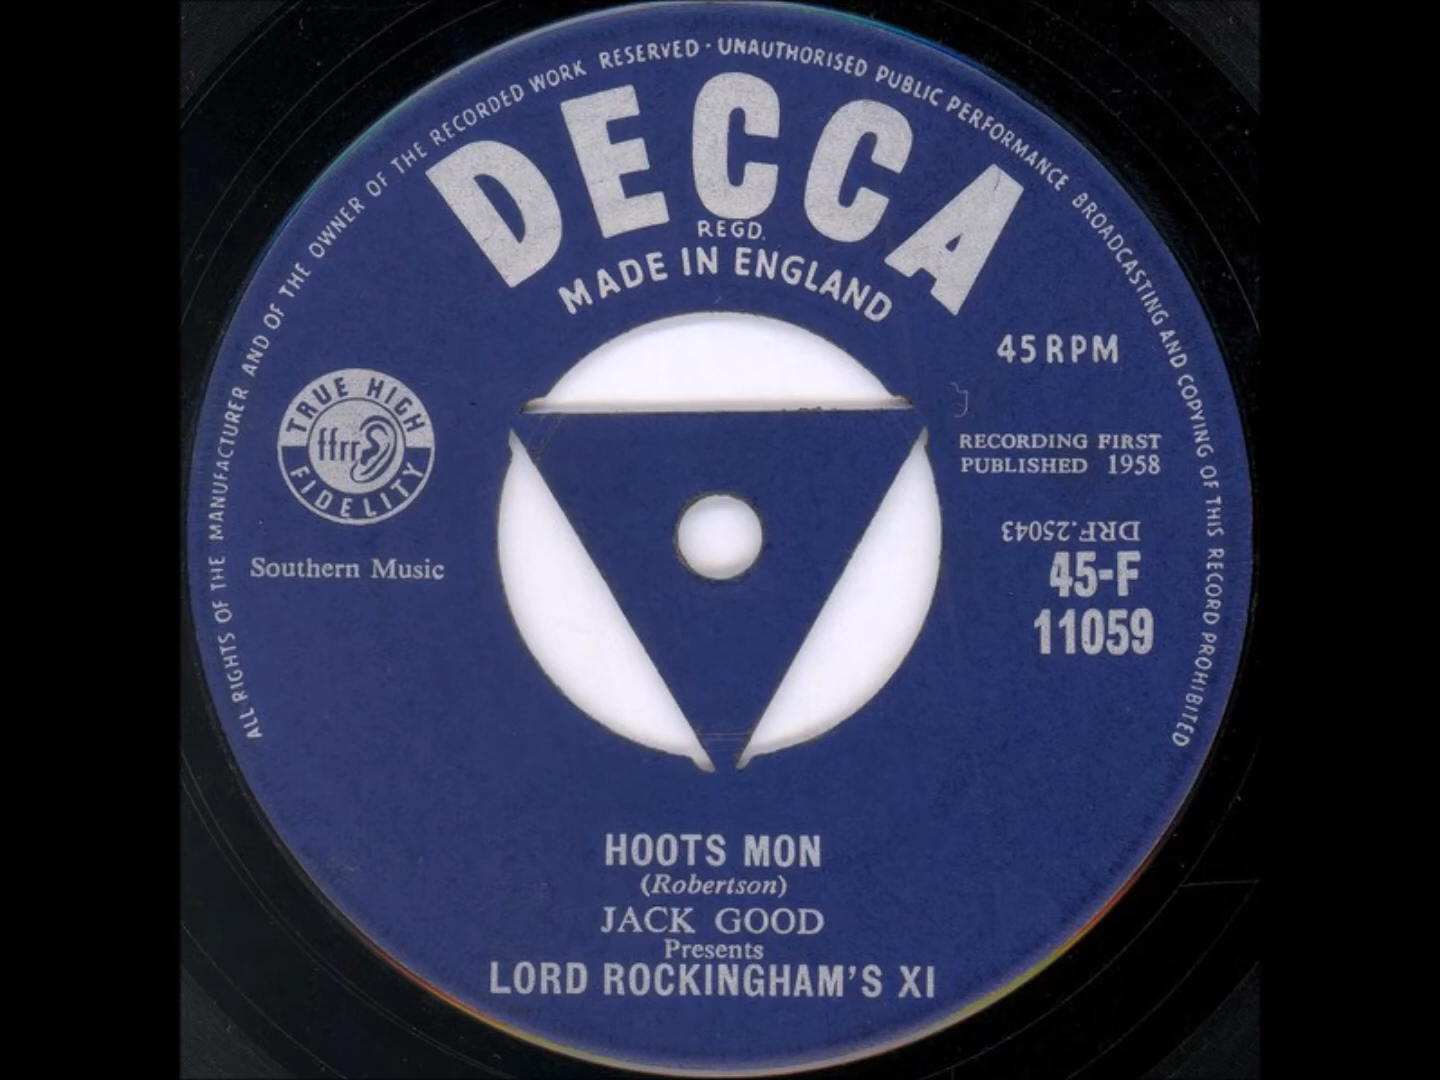 ALL RIGHTS OF THE MANUFACTURER AND OF THE OWNER OF THE RECORDED WORK RESERVED · UNAUTHORISED PUBLIC PERFORMANCE BROADCASTING AND COPYING OF THIS RECORD PROHIBITED
DECCA
REGD.
MADE IN ENGLAND
45 RPM
TRUE HIGH
ffrr
FIDELITY
RECORDING FIRST
PUBLISHED 1958
Southern Music
DRF.25043
45-F
11059
HOOTS MON
(Robertson)
JACK GOOD
Presents
LORD ROCKINGHAM'S XI